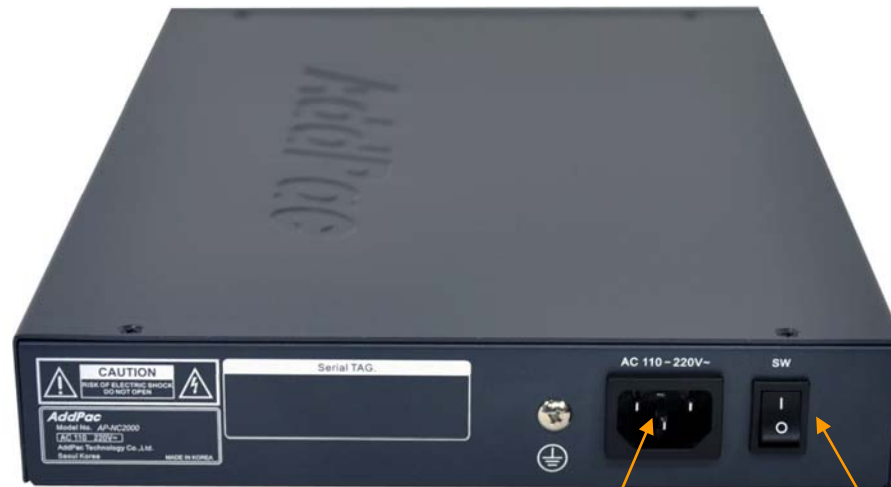 AddPac
CAUTION
RISK OF ELECTRIC SHOCK
DO NOT OPEN
AddPac
Model No. AP-NC2000
AC 110 220V~
AddPac Technology Co.,Ltd.
Seoul Korea MADE IN KOREA
Serial TAG.
AC 110 ~ 220V~
SW
I
O